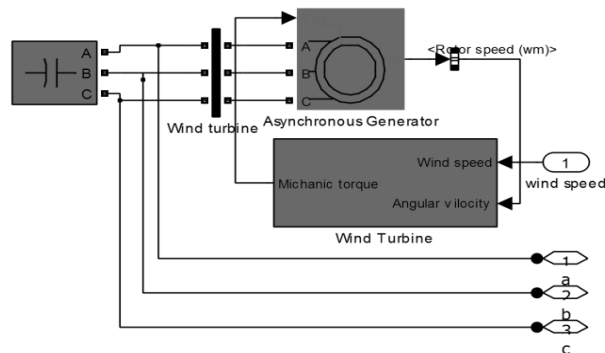 <Rotor speed (wm)>
A
B
C
A
B
C
Wind turbine
Asynchronous Generator
Wind speed
Michanic torque
Angular vilocity
Wind Turbine
1
wind speed
1
a
2
b
3
c